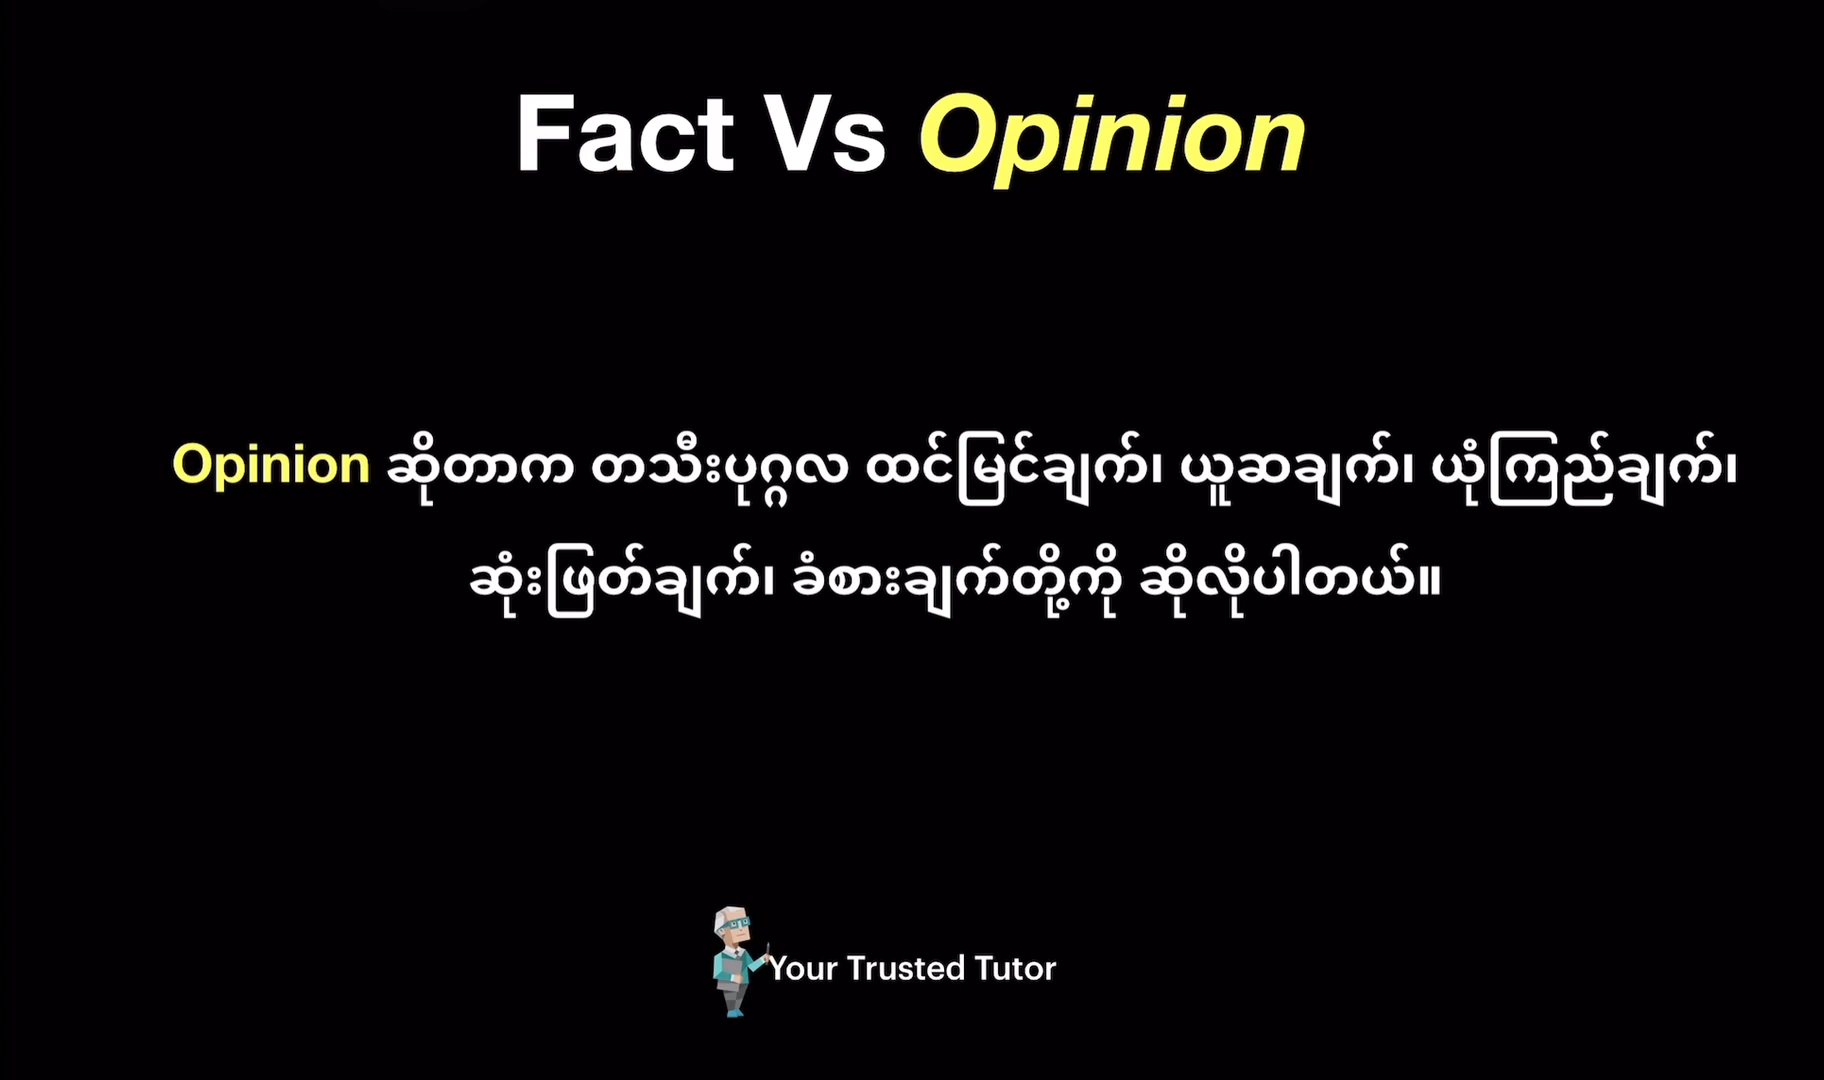 Fact Vs Opinion
Opinion ဆိုတာက တသီးပုဂ္ဂလ ထင်မြင်ချက်၊ ယူဆချက်၊ ယုံကြည်ချက်၊
ဆုံးဖြတ်ချက်၊ ခံစားချက်တို့ကို ဆိုလိုပါတယ်။
Your Trusted Tutor